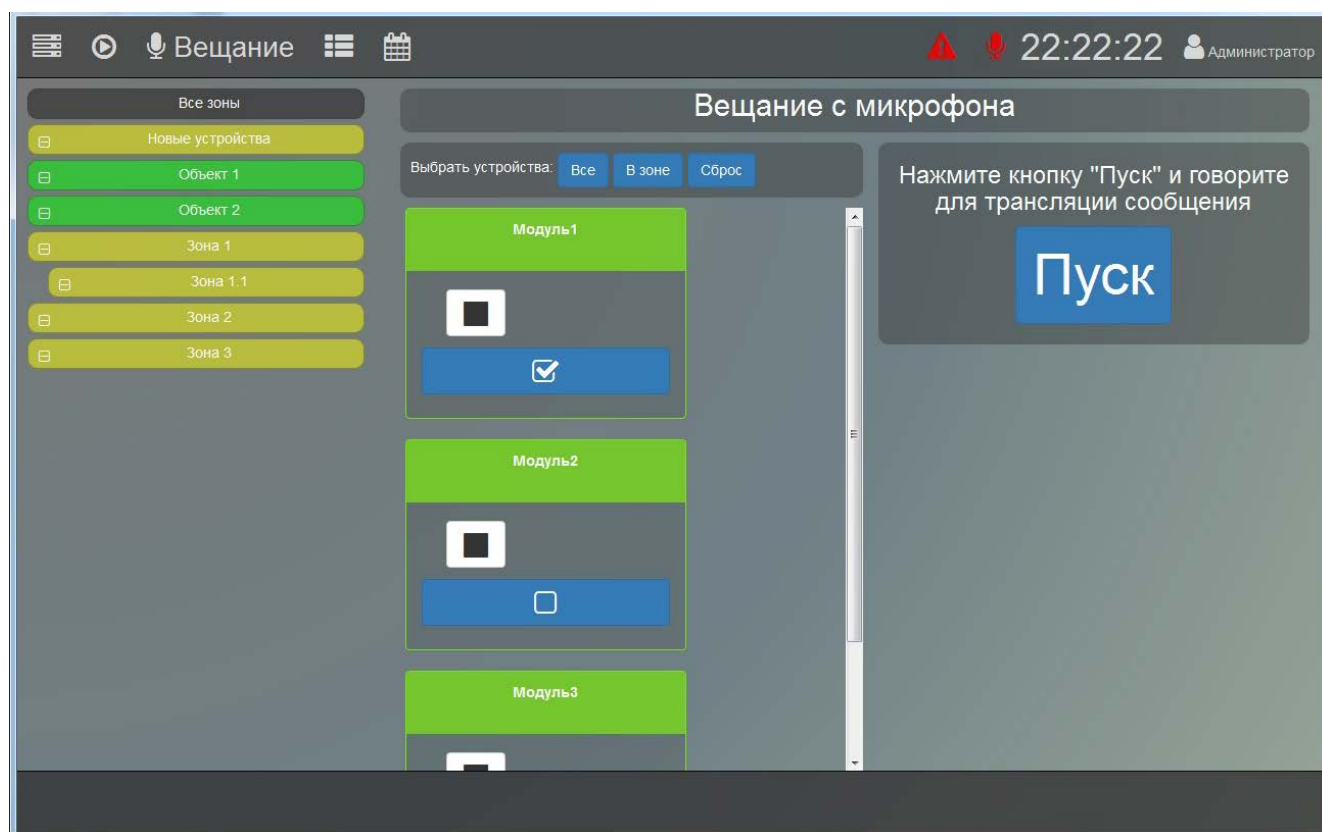 Вещание
22:22:22
Администратор
Все зоны
Новые устройства
Объект 1
Объект 2
Зона 1
Зона 1.1
Зона 2
Зона 3
Вещание с микрофона
Выбрать устройства: Все В зоне Сброс
Модуль1
Модуль2
Модуль3
Нажмите кнопку "Пуск" и говорите
для трансляции сообщения
Пуск